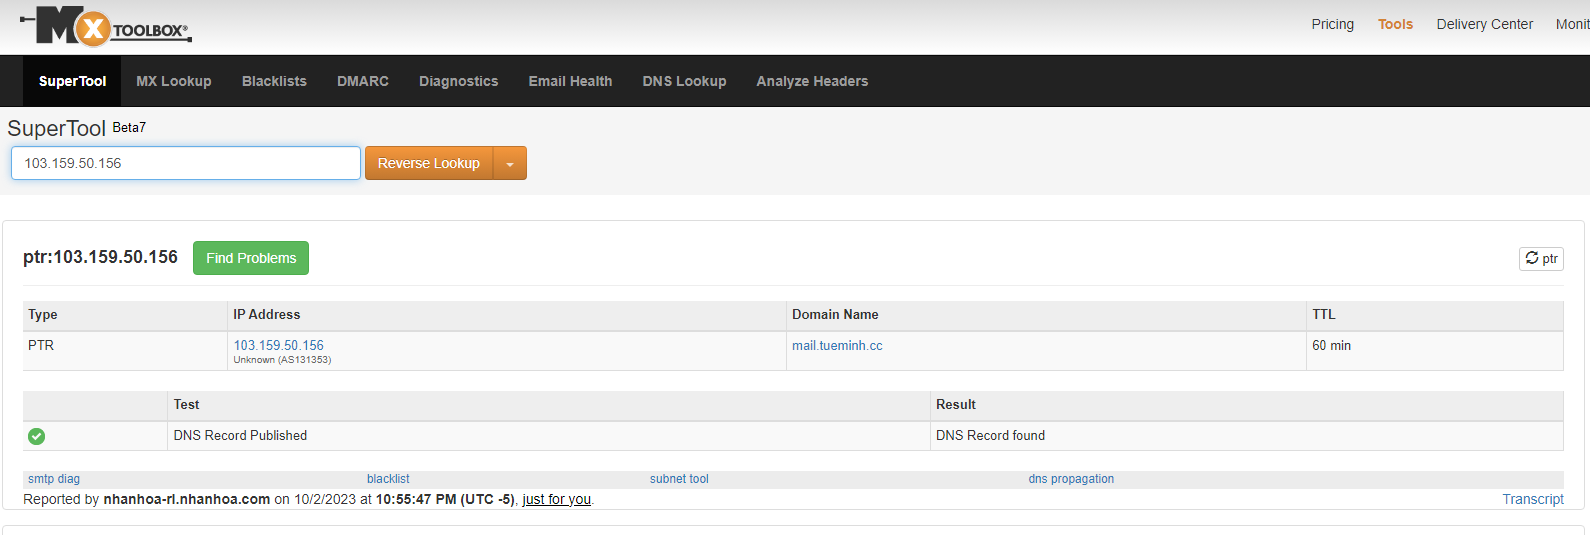 MX TOOLBOX®
Pricing Tools Delivery Center Monit
SuperTool MX Lookup Blacklists DMARC Diagnostics Email Health DNS Lookup Analyze Headers
SuperTool Beta7
103.159.50.156 Reverse Lookup
ptr:103.159.50.156 Find Problems ptr
Type IP Address Domain Name TTL
PTR 103.159.50.156 mail.tueminh.cc 60 min
Unknown (AS131353)
Test Result
DNS Record Published DNS Record found
smtp diag blacklist subnet tool dns propagation
Reported by nhanhoa-rl.nhanhoa.com on 10/2/2023 at 10:55:47 PM (UTC -5), just for you. Transcript